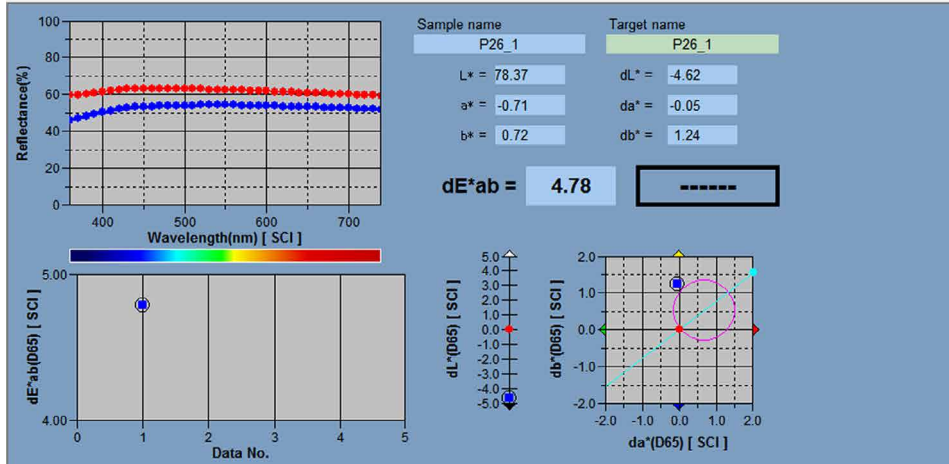 Sample name
Target name
P26_1
P26_1
L* = 78.37
dL* = -4.62
a* = -0.71
da* = -0.05
b* = 0.72
db* = 1.24
dE*ab = 4.78
------
100
80
60
40
20
0
Reflectance(%)
400 500 600 700
Wavelength(nm) [ SCI ]
5.00
4.00
dE*ab(D65) [ SCI ]
0 1 2 3 4 5
Data No.
5.0
4.0
3.0
2.0
1.0
0.0
-1.0
-2.0
-3.0
-4.0
-5.0
dL*(D65) [ SCI ]
2.0
1.0
0.0
-1.0
-2.0
db*(D65) [ SCI ]
-2.0 -1.0 0.0 1.0 2.0
da*(D65) [ SCI ]